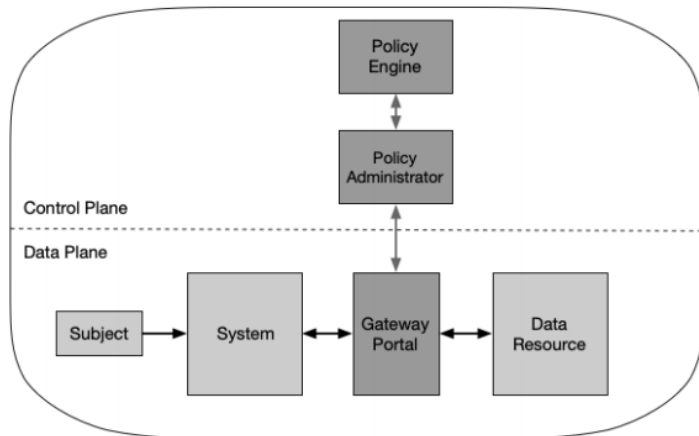 Policy
Engine
Policy
Administrator
Control Plane
Data Plane
Subject
System
Gateway
Portal
Data
Resource